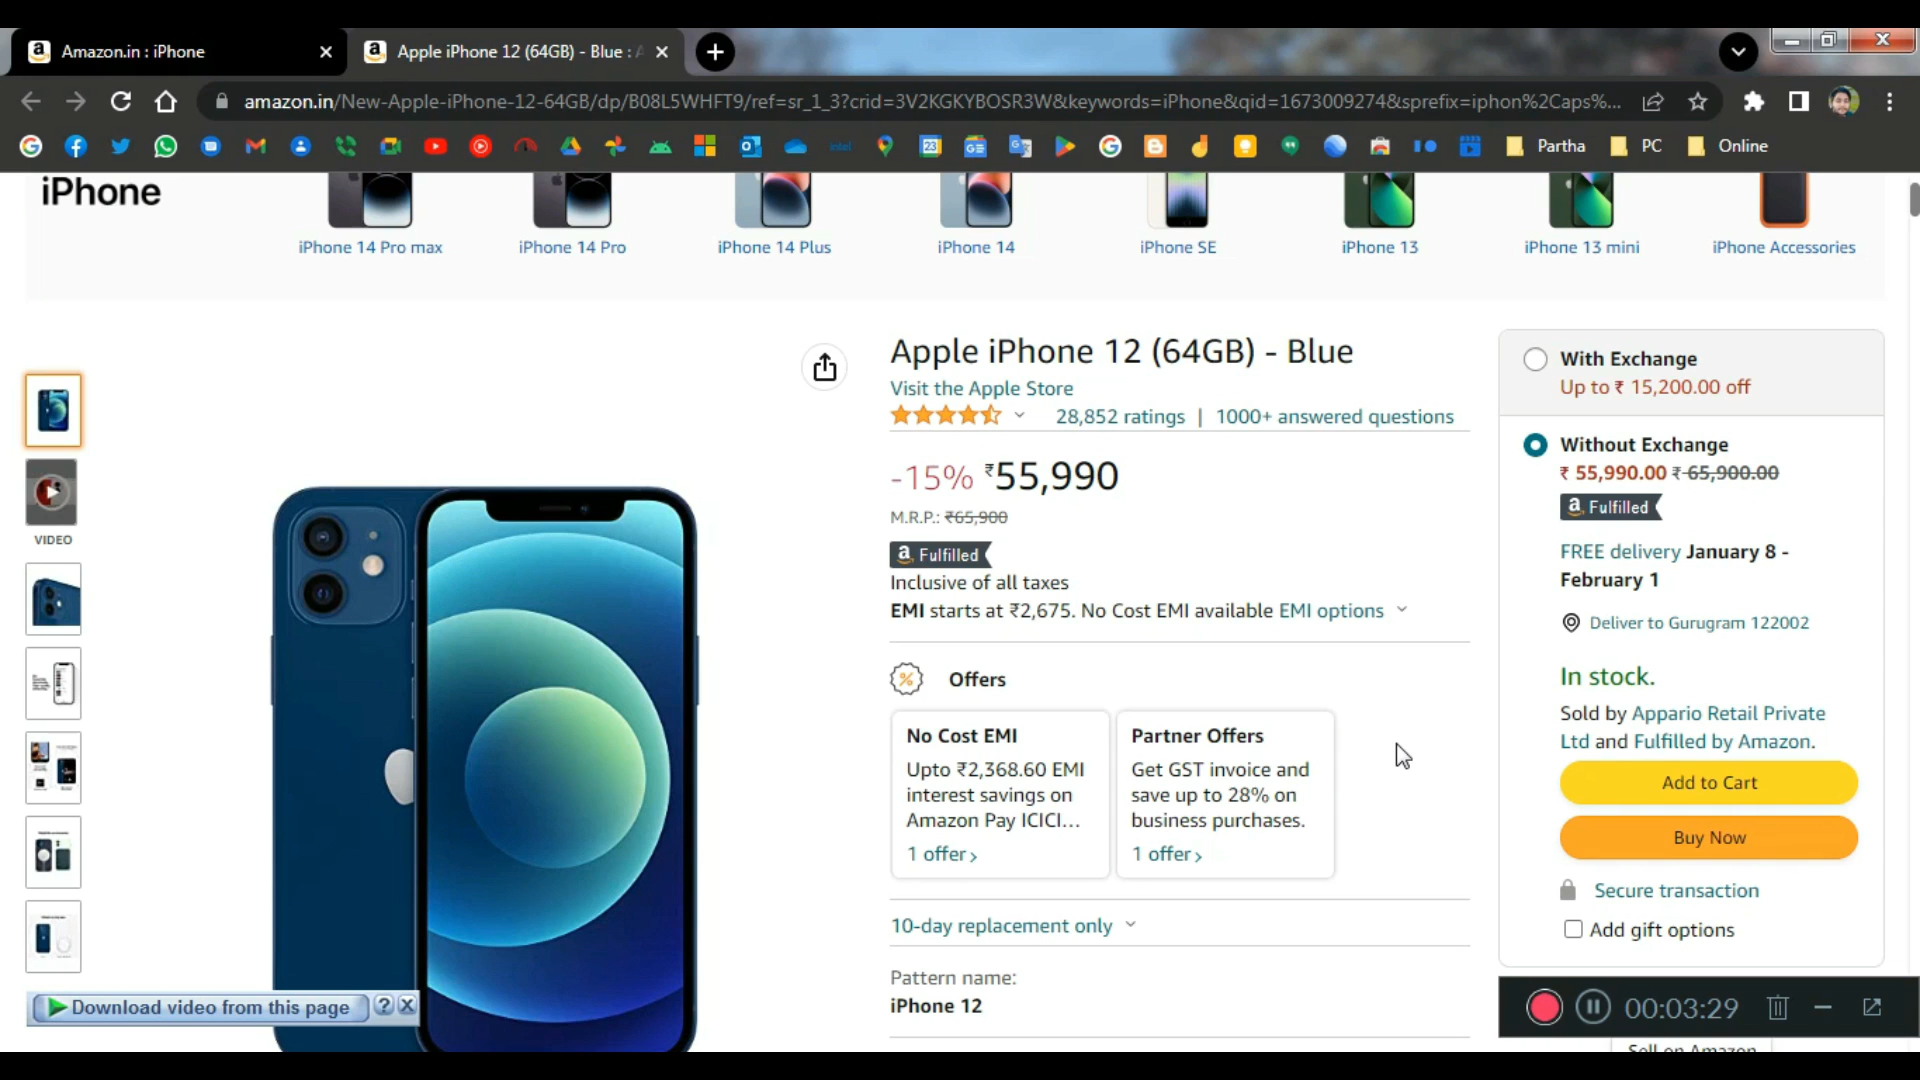 Amazon.in : iPhone
Apple iPhone 12 (64GB) - Blue : A
amazon.in/New-Apple-iPhone-12-64GB/dp/B08L5WHFT9/ref=sr_1_3?crid=3V2KGKYBOSR3W&keywords=iPhone&qid=1673009274&sprefix=iphon%2Caps%...
intel
23
Partha
PC
Online
iPhone
iPhone 14 Pro max
iPhone 14 Pro
iPhone 14 Plus
iPhone 14
iPhone SE
iPhone 13
iPhone 13 mini
iPhone Accessories
VIDEO
Apple iPhone 12 (64GB) - Blue
Visit the Apple Store
28,852 ratings | 1000+ answered questions
-15% ₹55,990
M.R.P.: ₹65,900
a Fulfilled
Inclusive of all taxes
EMI starts at ₹2,675. No Cost EMI available EMI options
Offers
No Cost EMI
Upto ₹2,368.60 EMI
interest savings on
Amazon Pay ICICI...
1 offer
Partner Offers
Get GST invoice and
save up to 28% on
business purchases.
1 offer
10-day replacement only
Pattern name:
iPhone 12
With Exchange
Up to ₹ 15,200.00 off
Without Exchange
₹ 55,990.00 ₹ 65,900.00
a Fulfilled
FREE delivery January 8 -
February 1
Deliver to Gurugram 122002
In stock.
Sold by Appario Retail Private
Ltd and Fulfilled by Amazon.
Add to Cart
Buy Now
Secure transaction
Add gift options
Download video from this page
00:03:29
Sell on Amazon